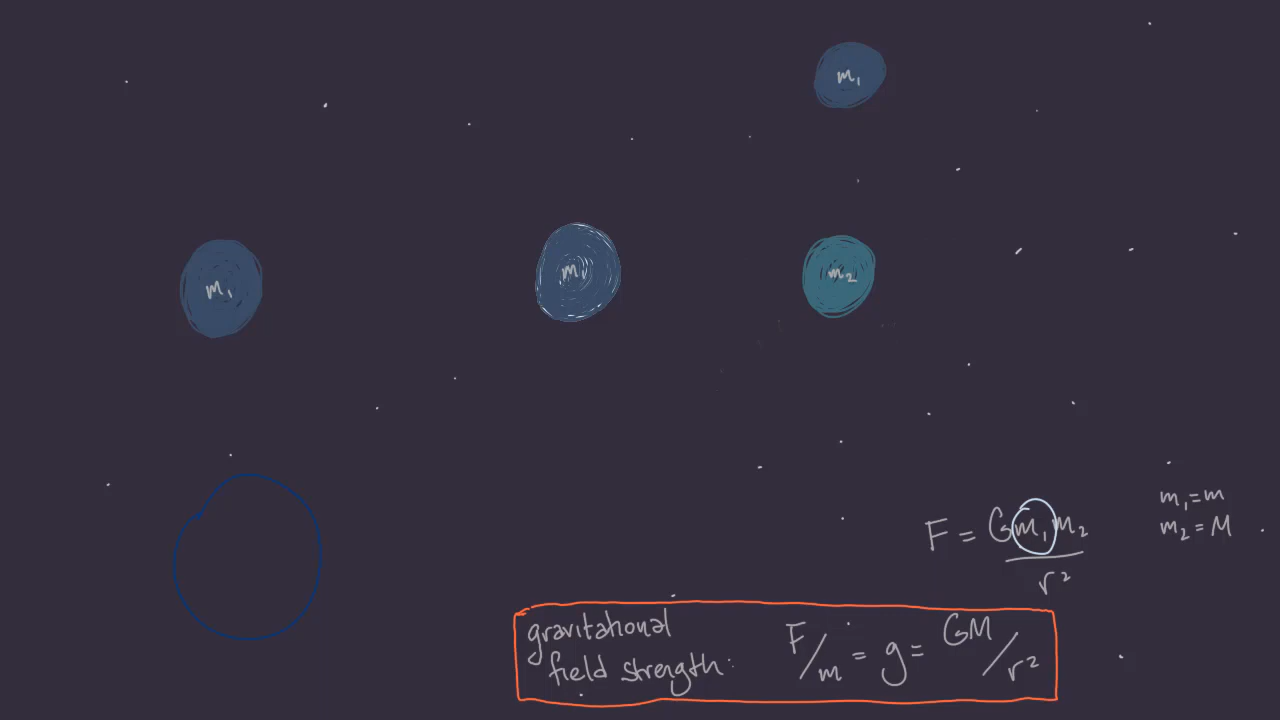 m₁
m₁
m₁
m₂
m₁=m
m₂ = M
F = Gm₁m₂
r²
gravitational
field strength:
F/m = g = GM/r²